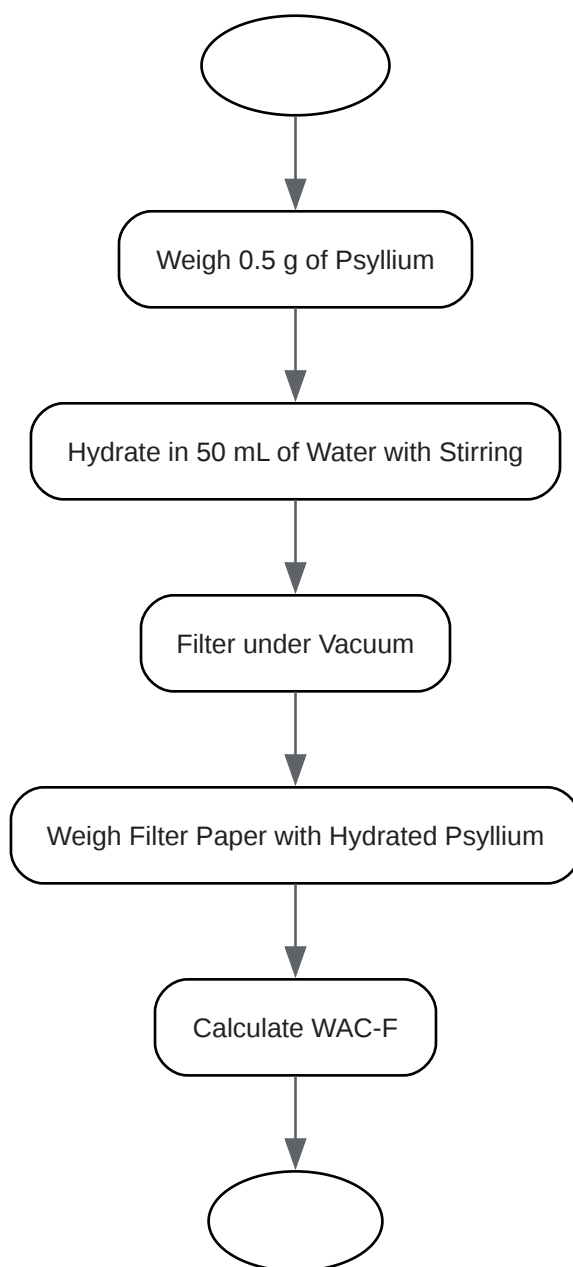 Weigh 0.5 g of Psyllium
Hydrate in 50 mL of Water with Stirring
Filter under Vacuum
Weigh Filter Paper with Hydrated Psyllium
Calculate WAC-F